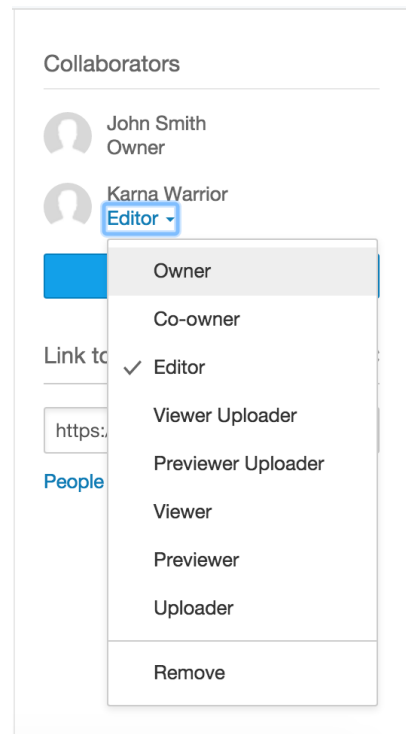 Collaborators
John Smith
Owner
Karna Warrior
Editor
Owner
Co-owner
Link
Editor
https:/
Viewer Uploader
Previewer Uploader
People
Viewer
Previewer
Uploader
Remove